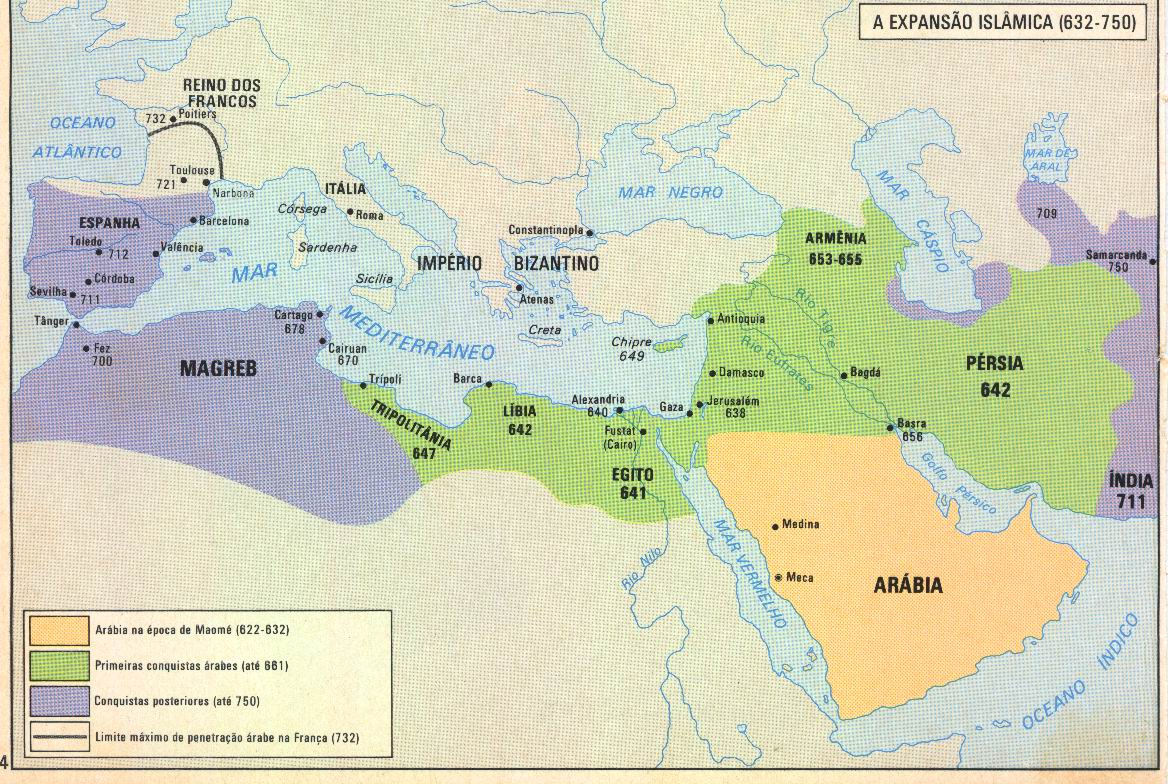 A EXPANSÃO ISLÂMICA (632-750)
REINO DOS
FRANCOS
732 Poitiers
OCEANO
ATLÂNTICO
Toulouse
721
Narbona
ITÁLIA
Córsega
Roma
MAR NEGRO
MAR DE
ARAL
MAR CÁSPIO
709
ESPANHA
Barcelona
Toledo
712
Valência
Córdoba
Sevilha
711
MAR
MEDITERRÂNEO
Sardenha
Sicília
Constantinopla
IMPÉRIO BIZANTINO
Atenas
Creta
ARMÊNIA
653-655
Samarcanda
750
Tânger
Fez
700
MAGREB
Cartago
678
Cairuan
670
Trípoli
Barca
Chipre
649
Antioquia
Rio Tigre
Rio Eufrates
Damasco
Bagdá
PÉRSIA
642
TRIPOLITÂNIA
647
LÍBIA
642
Alexandria
640
Gaza
Jerusalém
638
Fustat
(Cairo)
Basra
656
EGITO
641
Golfo Pérsico
ÍNDIA
711
Medina
Meca
MAR VERMELHO
Rio Nilo
ARÁBIA
OCEANO ÍNDICO
Arábia na época de Maomé (622-632)
Primeiras conquistas árabes (até 661)
Conquistas posteriores (até 750)
Limite máximo de penetração árabe na França (732)
4